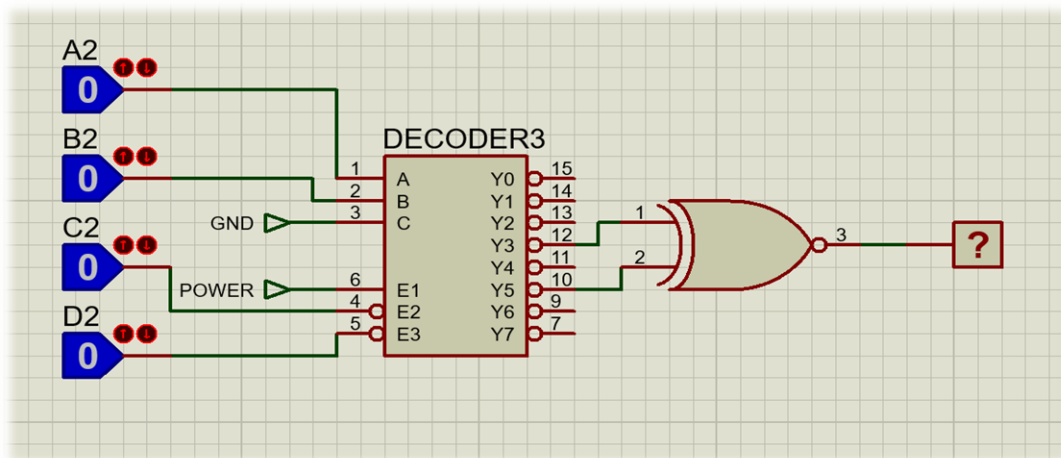 A2
0
B2
0
C2
0
D2
0
GND
POWER
DECODER3
1 A Y0 15
2 B Y1 14
3 C Y2 13
Y3 12
Y4 11
6 E1 Y5 10
4 E2 Y6 9
5 E3 Y7 7
1
2
3
?